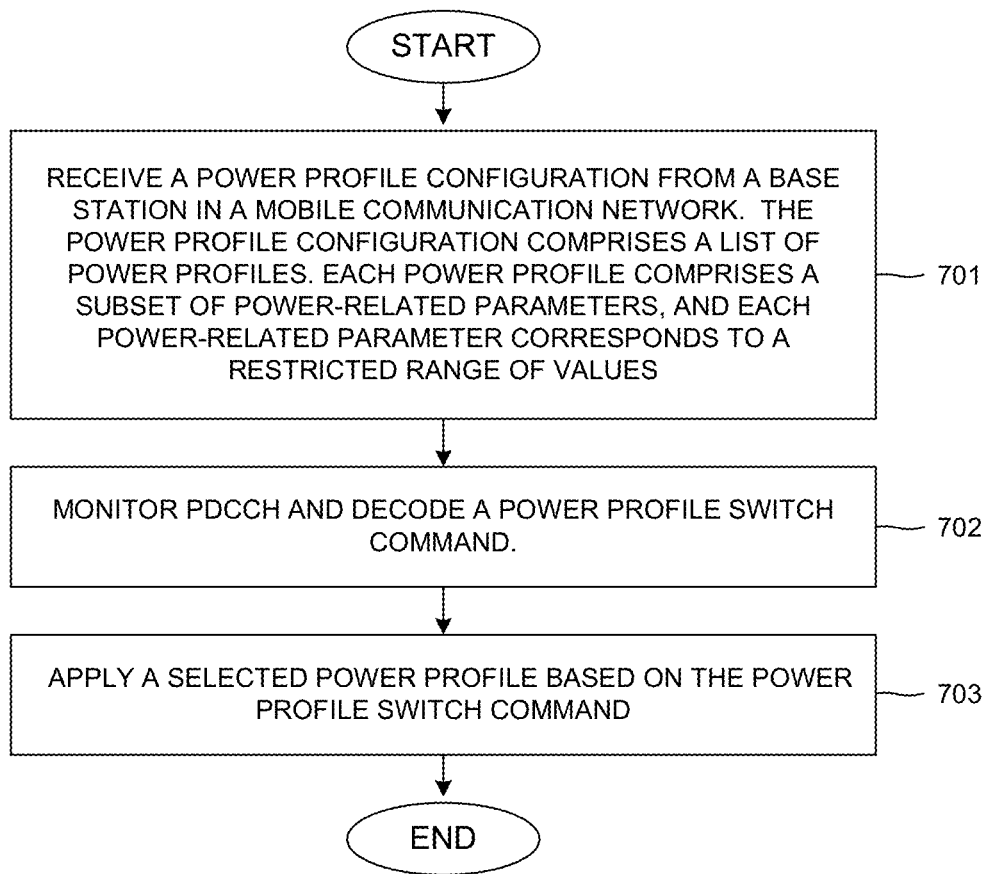 START
RECEIVE A POWER PROFILE CONFIGURATION FROM A BASE
STATION IN A MOBILE COMMUNICATION NETWORK. THE
POWER PROFILE CONFIGURATION COMPRISES A LIST OF
POWER PROFILES. EACH POWER PROFILE COMPRISES A
SUBSET OF POWER-RELATED PARAMETERS, AND EACH
POWER-RELATED PARAMETER CORRESPONDS TO A
RESTRICTED RANGE OF VALUES
701
MONITOR PDCCH AND DECODE A POWER PROFILE SWITCH
COMMAND.
702
APPLY A SELECTED POWER PROFILE BASED ON THE POWER
PROFILE SWITCH COMMAND
703
END